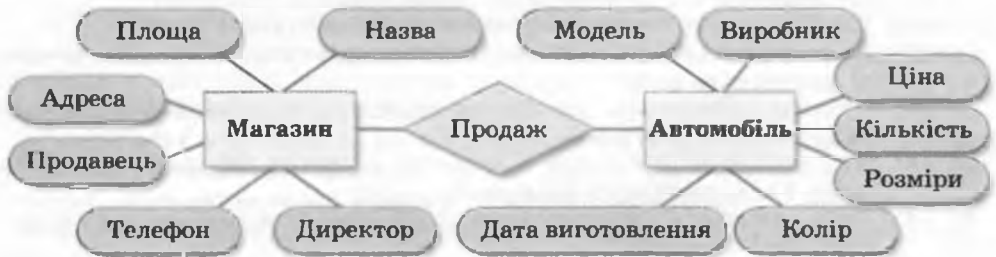 Площа Назва Модель Виробник
Ціна
Адреса
Магазин Продаж Автомобіль Кількість
Продавець
Розміри
Телефон Директор Дата виготовлення Колір